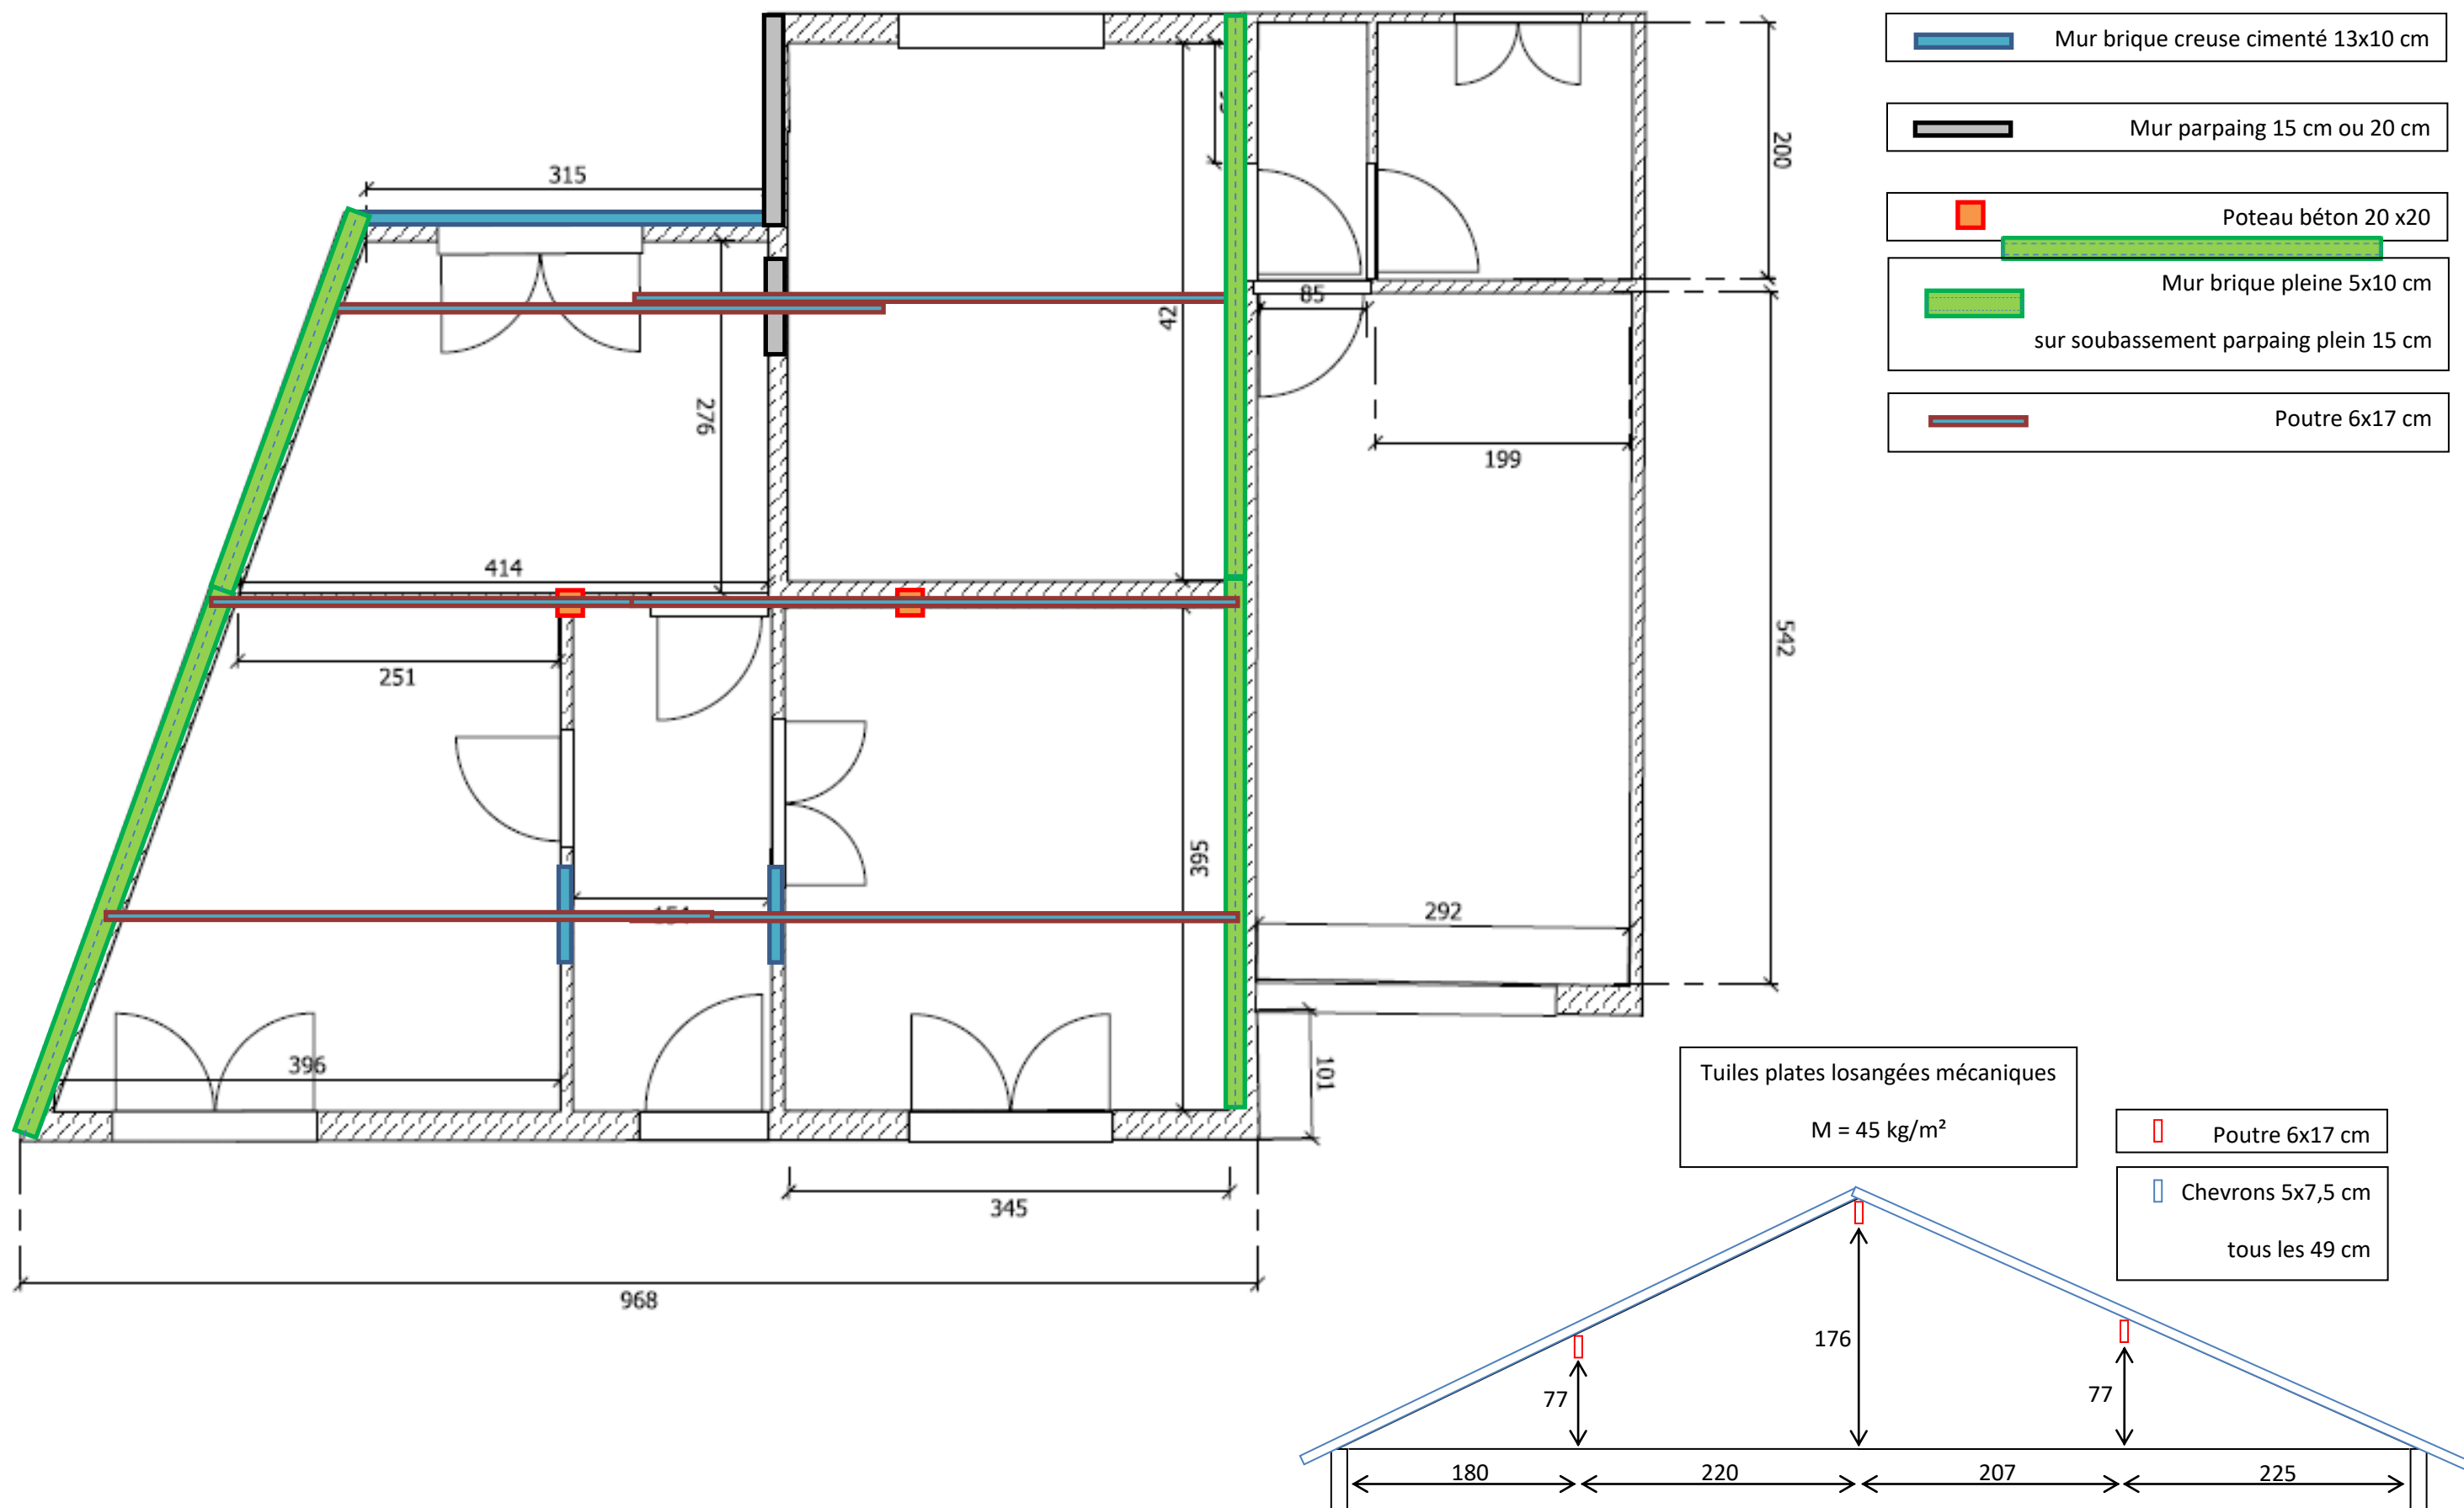 Mur brique creuse cimenté 13x10 cm
Mur parpaing 15 cm ou 20 cm
Poteau béton 20 x20
Mur brique pleine 5x10 cm
sur soubassement parpaing plein 15 cm
Poutre 6x17 cm
315
200
85
42
276
199
414
251
542
395
292
396
101
345
968
Tuiles plates losangées mécaniques
M = 45 kg/m²
Poutre 6x17 cm
Chevrons 5x7,5 cm
tous les 49 cm
176
77
77
180
220
207
225